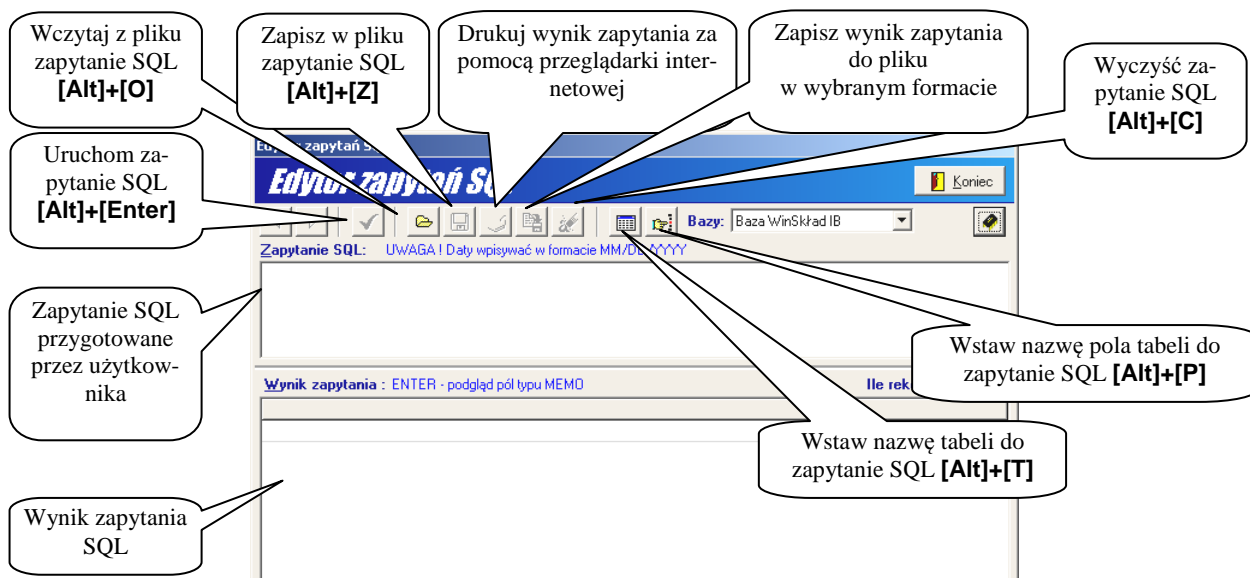 Wczytaj z pliku
zapytanie SQL
[Alt]+[O]
Zapisz w pliku
zapytanie SQL
[Alt]+[Z]
Drukuj wynik zapytania za
pomocą przeglądarki inter-
netowej
Zapisz wynik zapytania
do pliku
w wybranym formacie
Wyczyść za-
pytanie SQL
[Alt]+[C]
Uruchom za-
pytanie SQL
[Alt]+[Enter]
zapytań
Edytor zapytań
Koniec
Bazy: Baza WinSkład IB
Zapytanie SQL: UWAGA ! Daty wpisywać w formacie MM/DD/YYYY
Zapytanie SQL
przygotowane
przez użytkow-
nika
Wstaw nazwę pola tabeli do
zapytanie SQL [Alt]+[P]
Wynik zapytania : ENTER - podgląd pól typu MEMO Ile
Wstaw nazwę tabeli do
zapytanie SQL [Alt]+[T]
Wynik zapytania
SQL